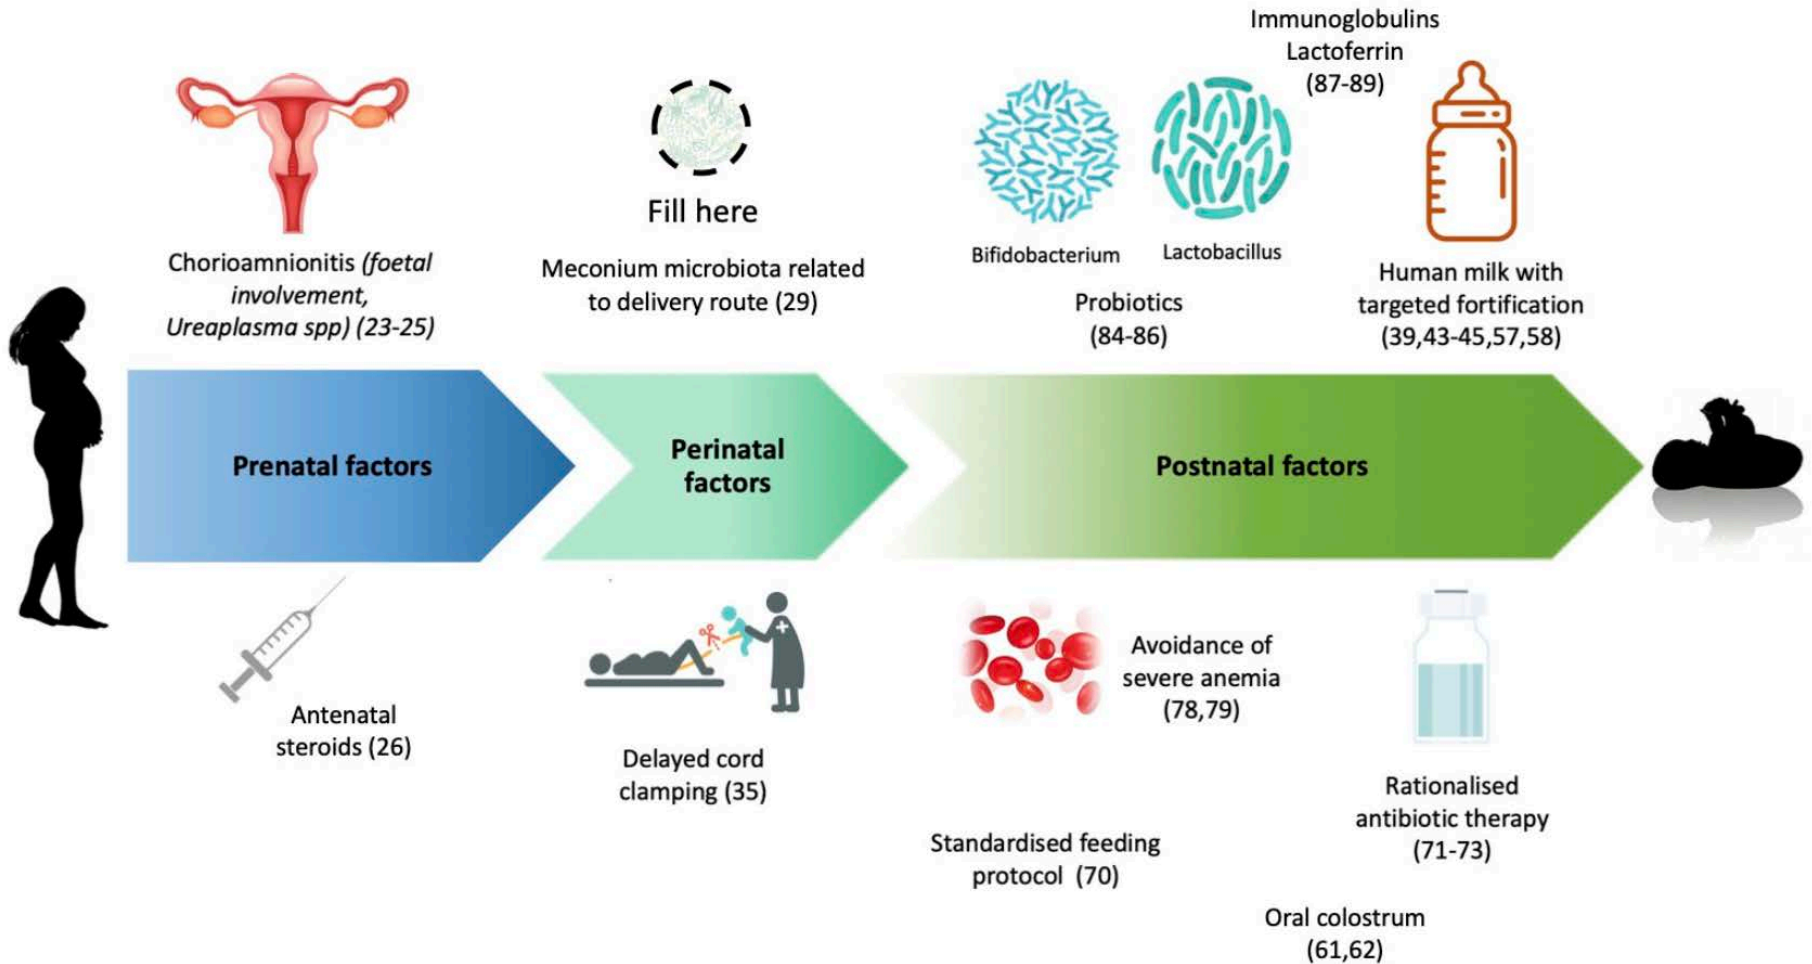 Immunoglobulins
Lactoferrin
(87-89)
Fill here
Chorioamnionitis (foetal
involvement,
Ureaplasma spp) (23-25)
Meconium microbiota related
to delivery route (29)
Bifidobacterium
Lactobacillus
Probiotics
(84-86)
Human milk with
targeted fortification
(39,43-45,57,58)
Prenatal factors
Perinatal
factors
Postnatal factors
Antenatal
steroids (26)
Delayed cord
clamping (35)
Avoidance of
severe anemia
(78,79)
Standardised feeding
protocol (70)
Rationalised
antibiotic therapy
(71-73)
Oral colostrum
(61,62)